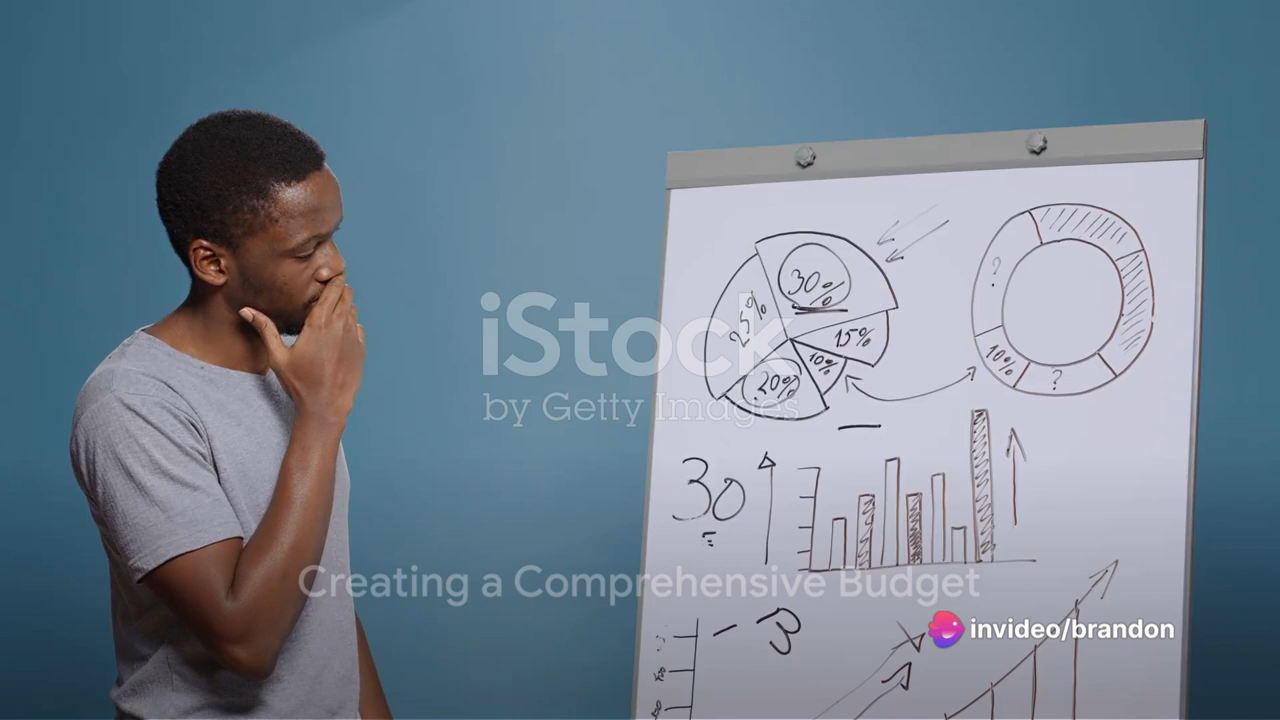 30%
25%
15%
10%
20%
?
10%
?
iStock
by Getty Images
30
Creating a Comprehensive Budget
- 3
invideo/brandon